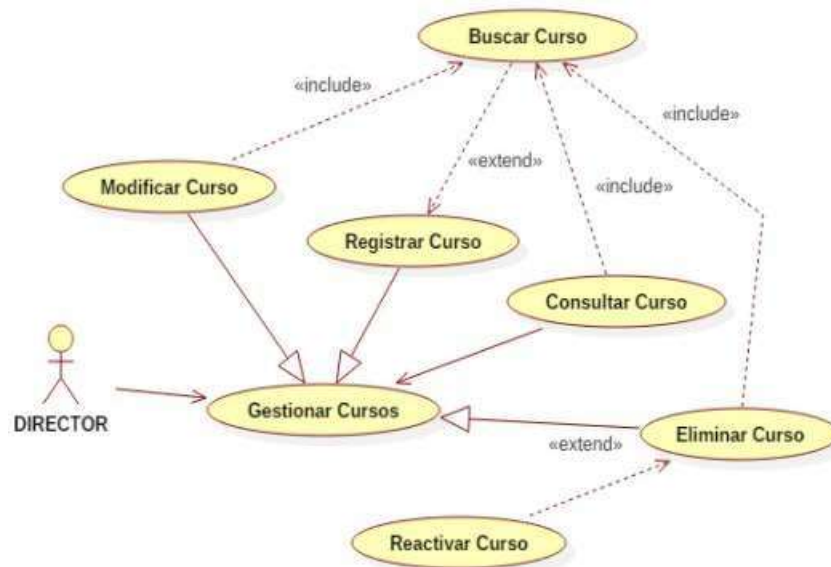 Buscar Curso
«include»
«include»
«extend»
Modificar Curso
«include»
Registrar Curso
Consultar Curso
DIRECTOR
Gestionar Cursos
Eliminar Curso
«extend»
Reactivar Curso